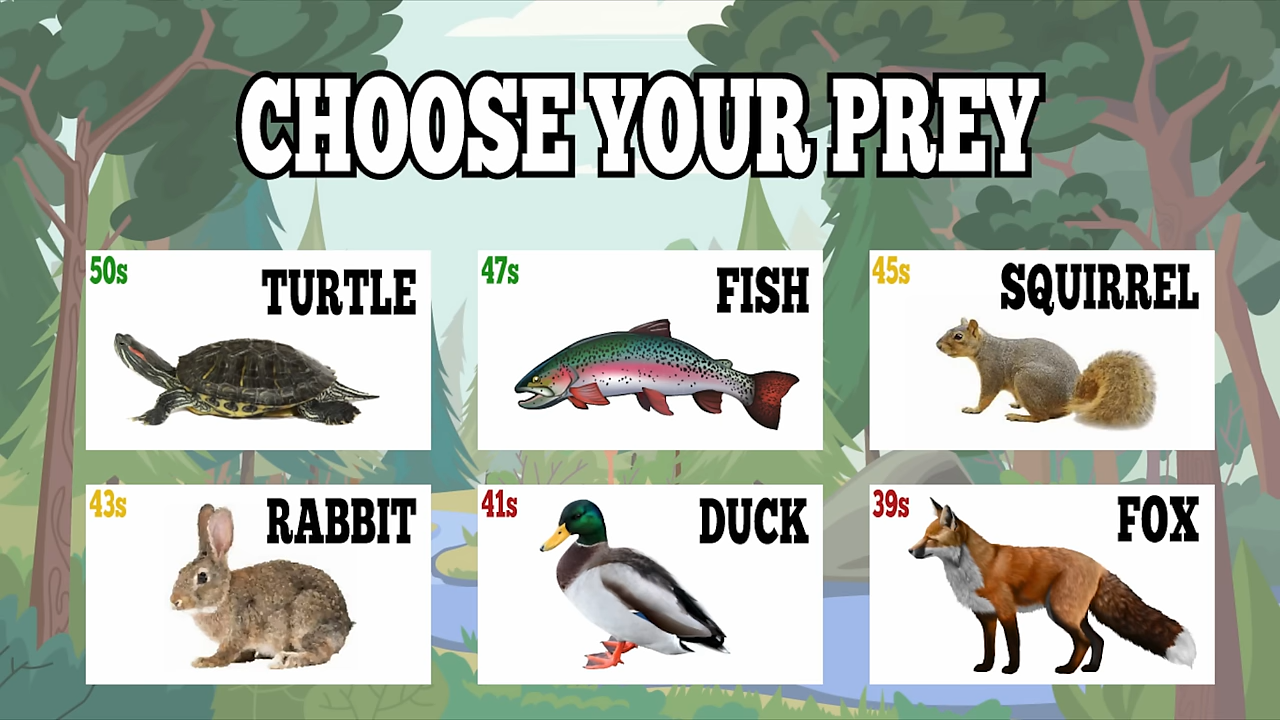 CHOOSE YOUR PREY
50s
TURTLE
47s
FISH
45s
SQUIRREL
43s
RABBIT
41s
DUCK
39s
FOX